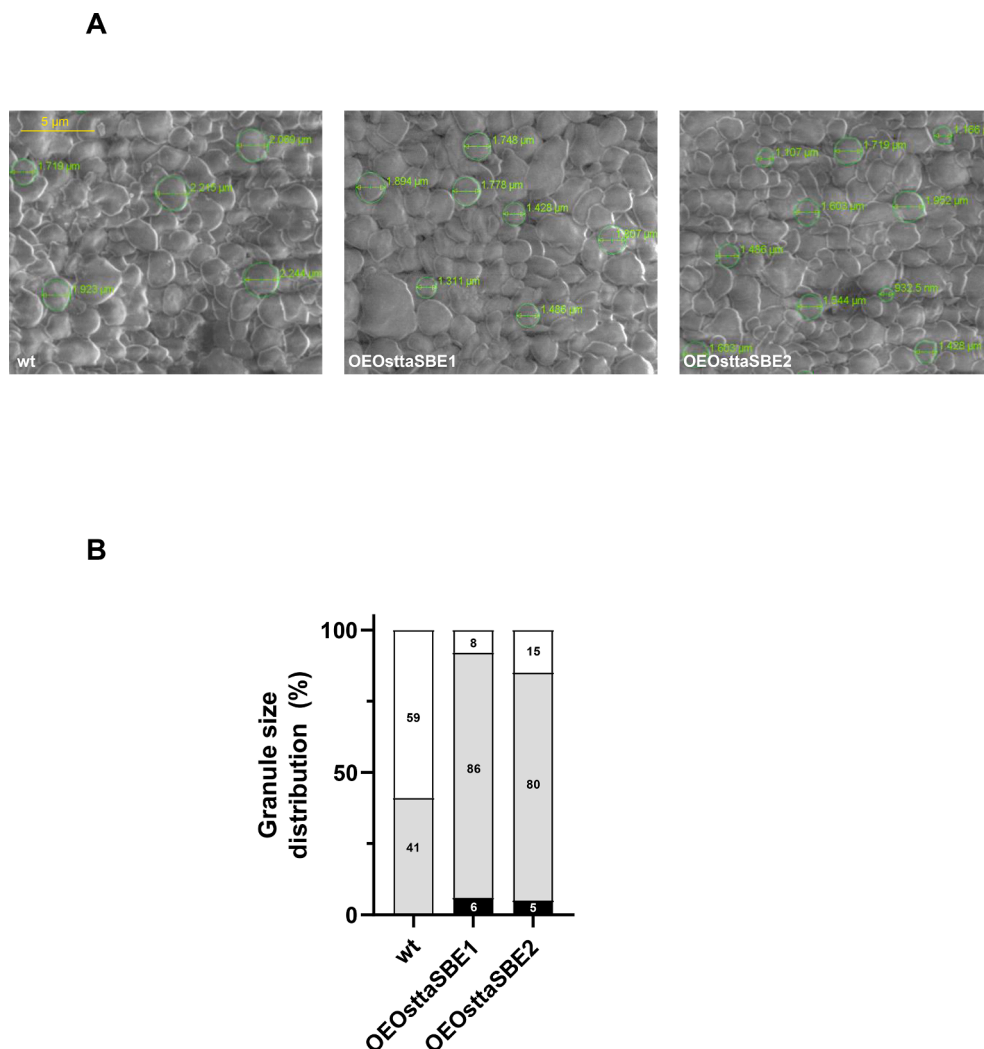 A
5 µm
2.089 µm
1.719 µm
2.215 µm
1.923 µm
wt
1.748 µm
1.894 µm
1.778 µm
1.428 µm
1.311 µm
1.486 µm
OEOsttaSBE1
1.107 µm
1.719 µm
1.603 µm
1.952 µm
1.486 µm
932.5 nm
1.544 µm
1.428 µm
OEOsttaSBE2
B
Granule size
distribution (%)
100
50
0
59
41
8
86
6
15
80
5
wt
OEOsttaSBE1
OEOsttaSBE2